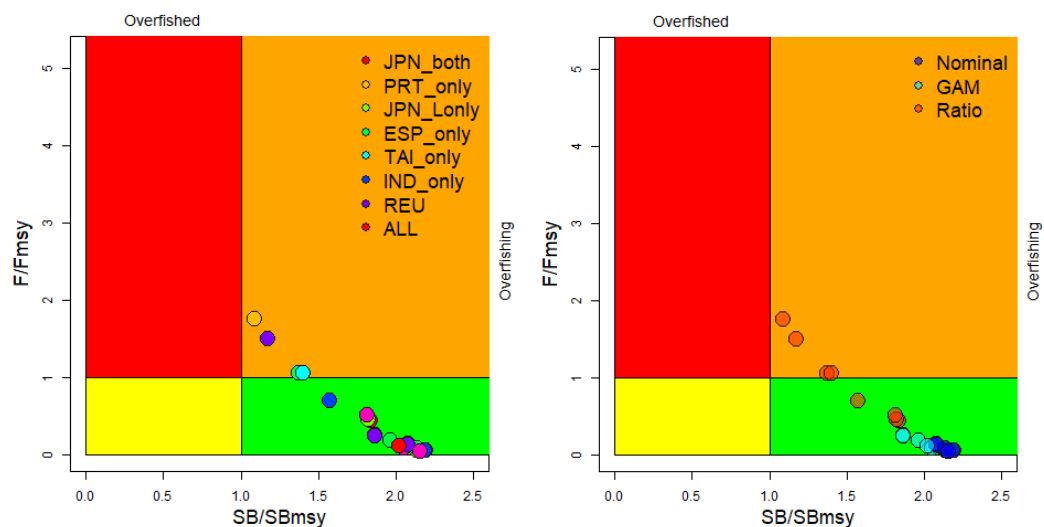 Overfished
JPN_both
PRT_only
JPN_Lonly
ESP_only
TAI_only
IND_only
REU
ALL
5
4
3
2
1
0
F/Fmsy
Overfishing
0.0 0.5 1.0 1.5 2.0 2.5
SB/SBmsy
Overfished
Nominal
GAM
Ratio
5
4
3
2
1
0
F/Fmsy
Overfishing
0.0 0.5 1.0 1.5 2.0 2.5
SB/SBmsy